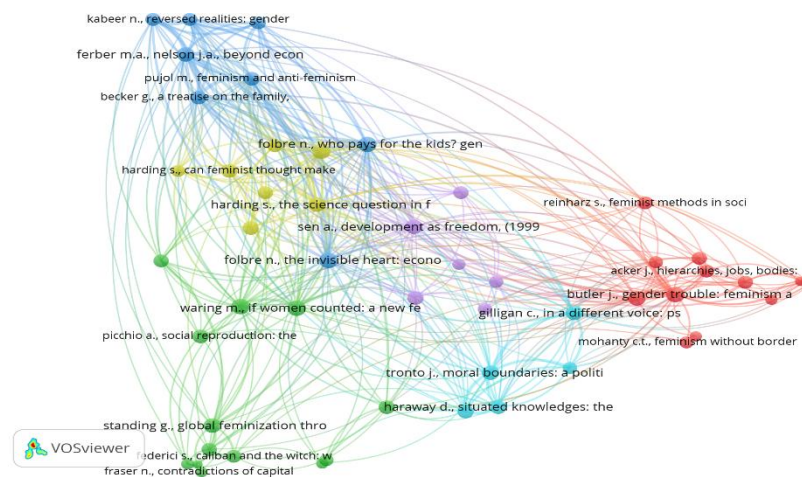 kabeer n., reversed realities: gender
ferber m.a., nelson j.a., beyond econ
pujol m., feminism and anti-feminism
becker g., a treatise on the family,
folbre n., who pays for the kids? gen
harding s., can feminist thought make
harding s., the science question in f
reinharz s., feminist methods in soci
sen a., development as freedom, (1999
folbre n., the invisible heart: econo
acker j., hierarchies, jobs, bodies:
butler j., gender trouble: feminism a
waring m., if women counted: a new fe
gilligan c., in a different voice: ps
picchio a., social reproduction: the
mohanty c.t., feminism without border
tronto j., moral boundaries: a politi
haraway d., situated knowledges: the
standing g., global feminization thro
VOSviewer
federici s., caliban and the witch: w
fraser n., contradictions of capital